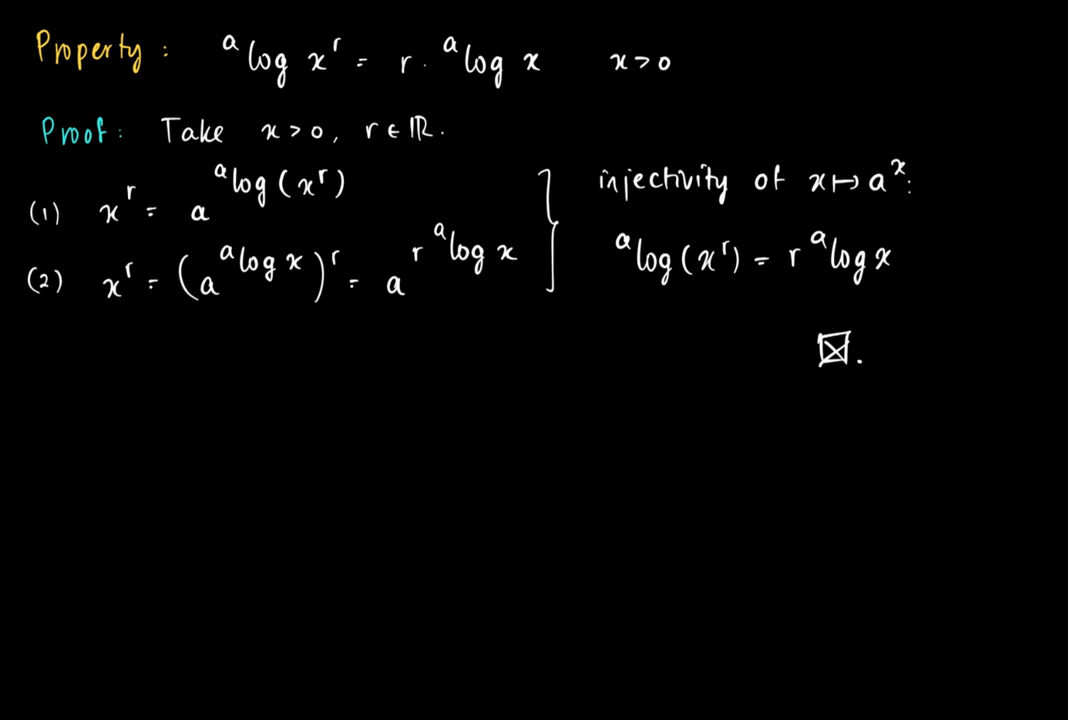 Property: ᵃlog xʳ = r · ᵃlog x x > 0
Proof: Take x > 0, r ∈ ℝ.
(1) xʳ = a^(ᵃlog(xʳ))
(2) xʳ = (a^(ᵃlog x))ʳ = a^(r ᵃlog x)
injectivity of x ↦ aˣ:
ᵃlog(xʳ) = r ᵃlog x
⊠.